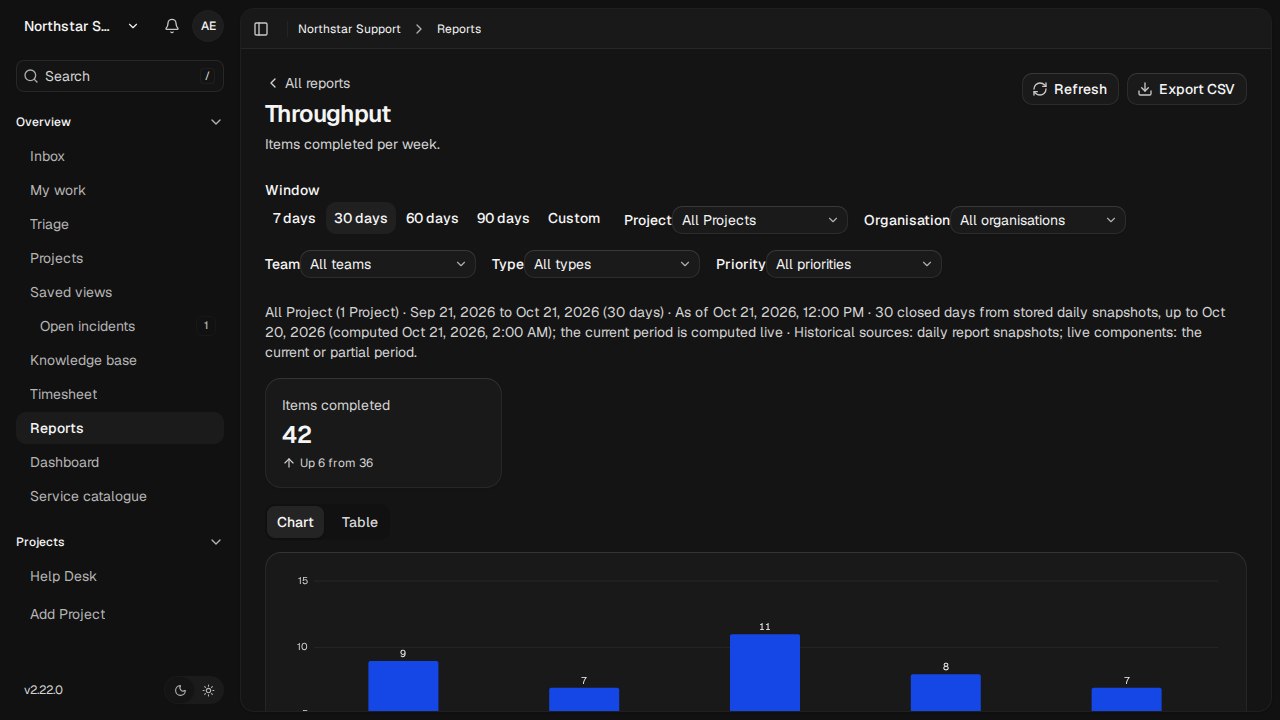 Northstar S...
AE
Search
/
Overview
Inbox
My work
Triage
Projects
Saved views
Open incidents
1
Knowledge base
Timesheet
Reports
Dashboard
Service catalogue
Projects
Help Desk
Add Project
v2.22.0
Northstar Support
Reports
All reports
Refresh
Export CSV
Throughput
Items completed per week.
Window
7 days
30 days
60 days
90 days
Custom
Project
All Projects
Organisation
All organisations
Team
All teams
Type
All types
Priority
All priorities
All Project (1 Project) · Sep 21, 2026 to Oct 21, 2026 (30 days) · As of Oct 21, 2026, 12:00 PM · 30 closed days from stored daily snapshots, up to Oct
20, 2026 (computed Oct 21, 2026, 2:00 AM); the current period is computed live · Historical sources: daily report snapshots; live components: the
current or partial period.
Items completed
42
Up 6 from 36
Chart
Table
15
10
9
7
11
8
7